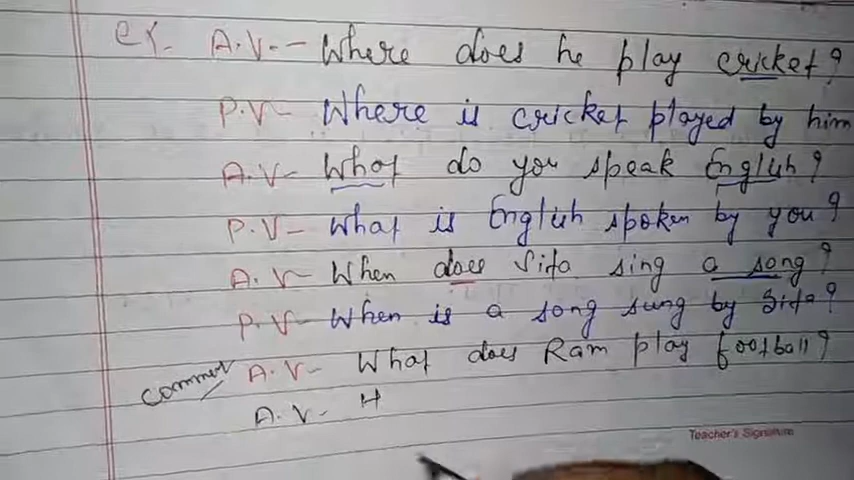 ex. A.V. - Where does he play cricket?
P.V - Where is cricket played by him
A.V - What do you speak English?
P.V - What is English spoken by you?
A.V - When does Sita sing a song?
P.V - When is a song sung by Sita?
Comment A.V - What does Ram play football?
A.V - H
Teacher's Signature